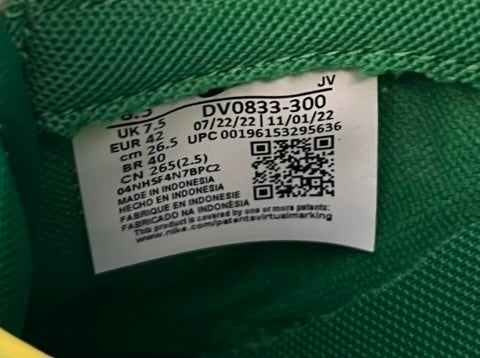 JV
8.5 DV0833-300
UK 7.5 07/22/22 | 11/01/22
EUR 42 UPC 00196153295636
cm 26.5
BR 40
CN 265(2.5)
04NHSF4N7BPC2
MADE IN INDONESIA
HECHO EN INDONESIA
FABRIQUE EN INDONESIE
FABRICADO NA INDONÉSIA
This product is covered by one or more patents:
www.nike.com/patentsvirtualmarking